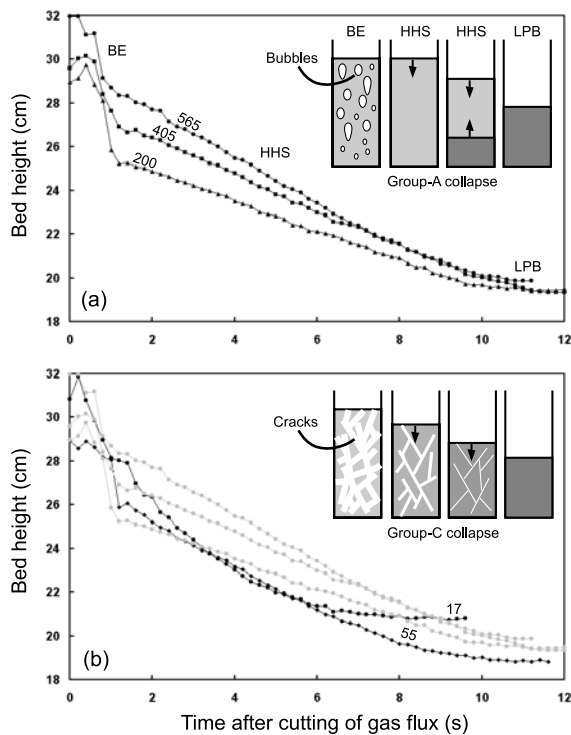 (a)
Bed height (cm)
32
30
28
26
24
22
20
18
BE
565
405
200
HHS
LPB
BE HHS HHS LPB
Bubbles
Group-A collapse
0 2 4 6 8 10 12
(b)
Bed height (cm)
32
30
28
26
24
22
20
18
Cracks
Group-C collapse
17
55
0 2 4 6 8 10 12
Time after cutting of gas flux (s)